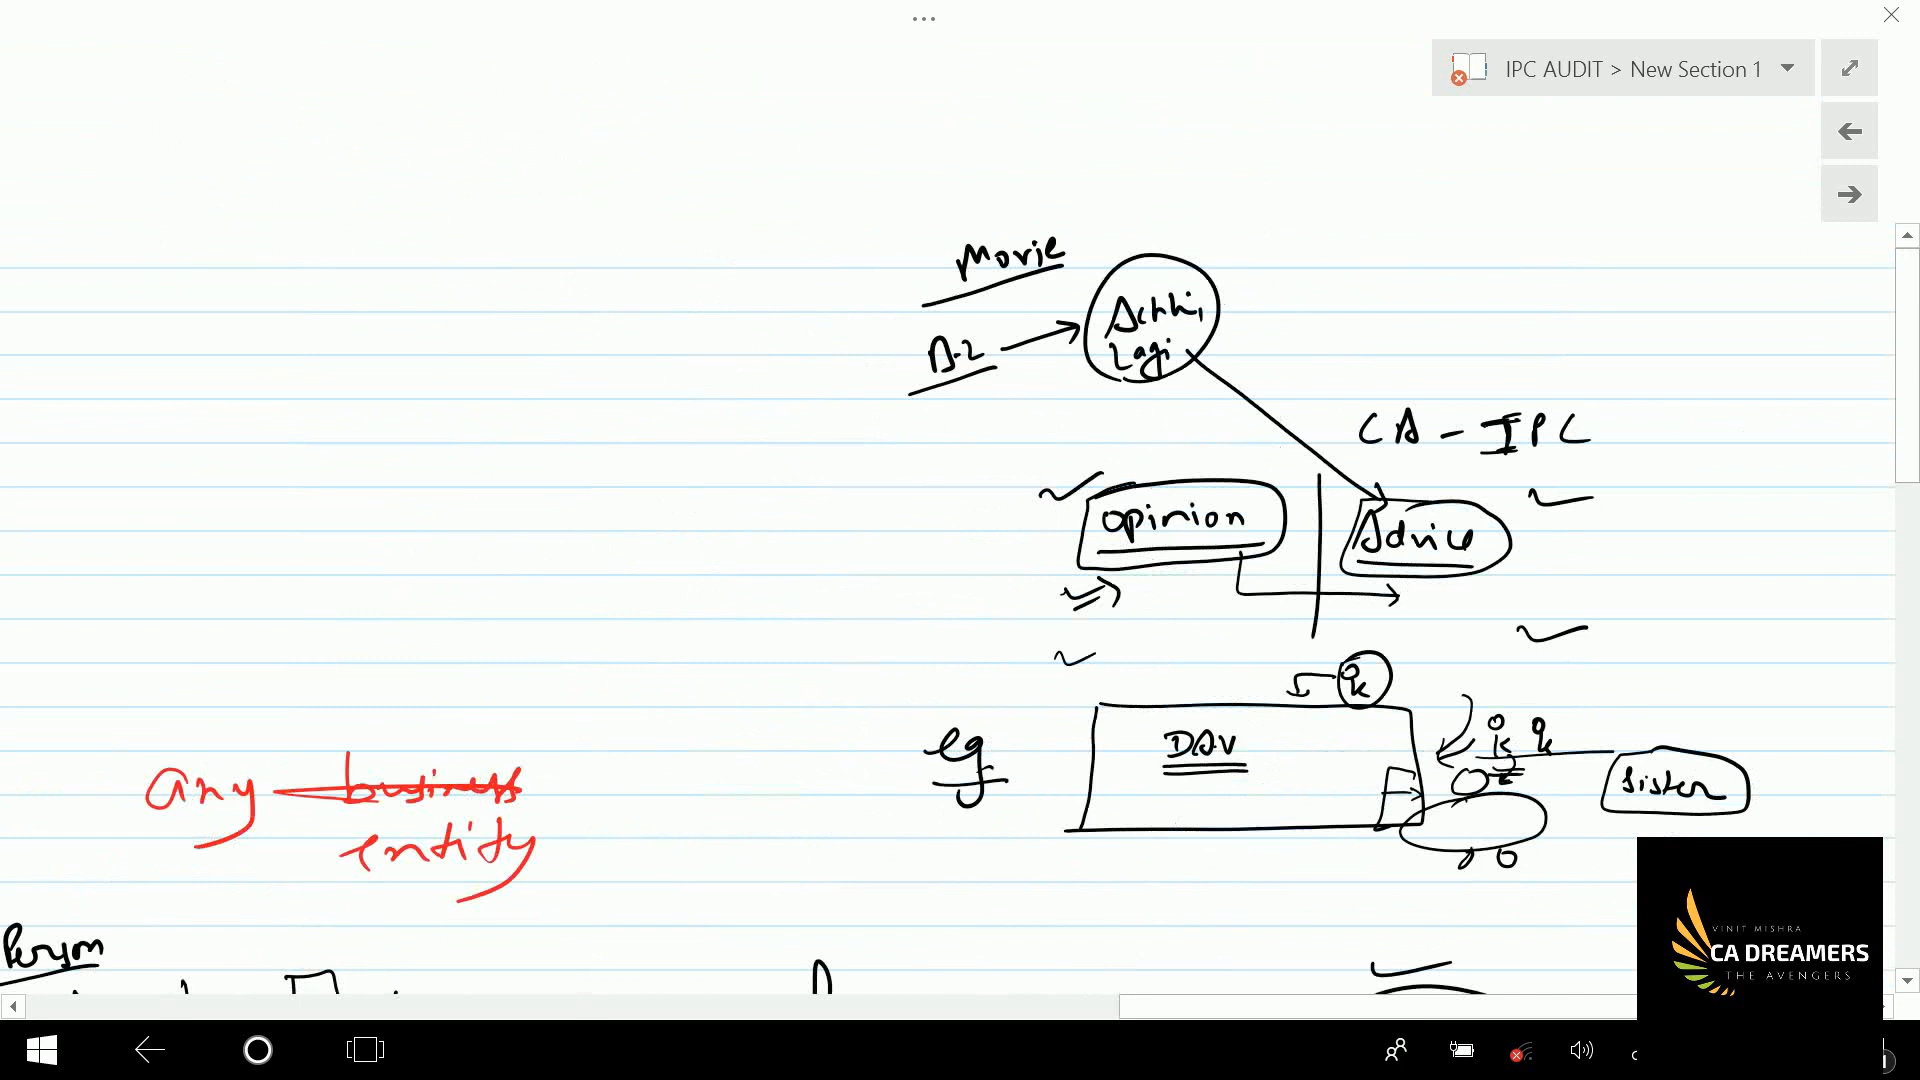 IPC AUDIT > New Section 1
Movie
A-2
Achhi
Lagi
CA - IPC
opinion
Advice
eg
DAV
Sister
any business
entity
Person
VINIT MISHRA
CA DREAMERS
THE AVENGERS